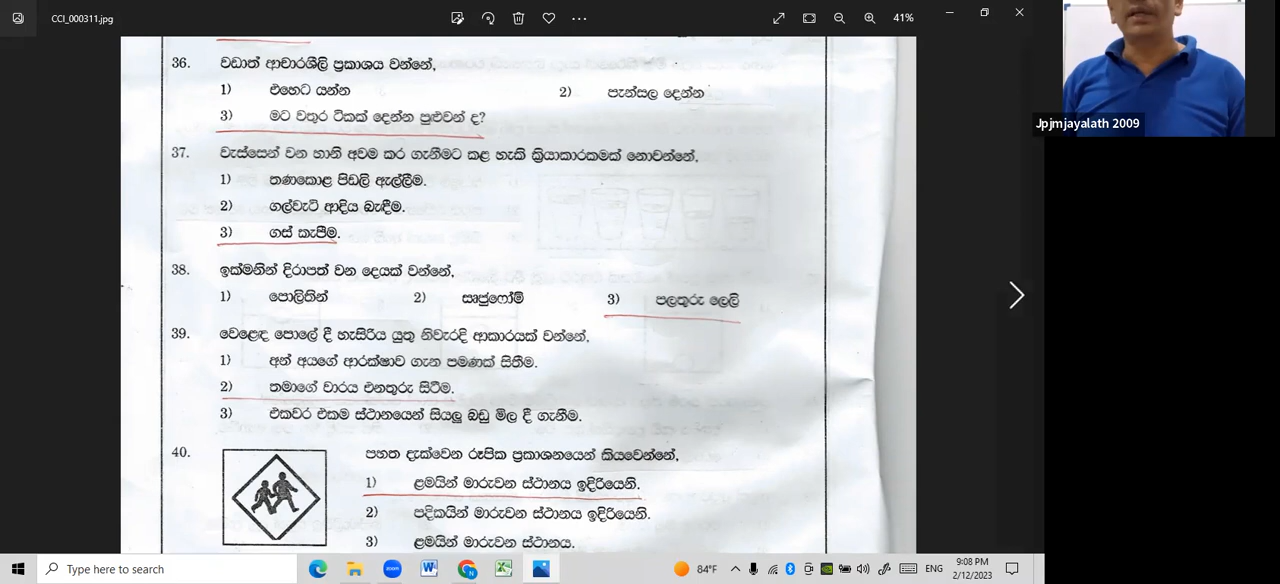 CCI_000311.jpg
41%
Jpjmjayalath 2009
36. වඩාත් ආචාරශීලි ප්‍රකාශය වන්නේ,
1) එහෙට යන්න 2) පැන්සල දෙන්න
3) මට වතුර ටිකක් දෙන්න පුළුවන් ද?
37. වැස්සෙන් වන හානි අවම කර ගැනීමට කළ හැකි ක්‍රියාකාරකමක් නොවන්නේ,
1) තණකොළ පිඩලි ඇල්ලීම.
2) ගල්වැටි ආදිය බැඳීම.
3) ගස් කැපීම.
38. ඉක්මනින් දිරාපත් වන දෙයක් වන්නේ,
1) පොලිතින් 2) සෘජුෆෝම් 3) පලතුරු ලෙලි
39. වෙළෙඳ පොලේ දී හැසිරිය යුතු නිවැරදි ආකාරයක් වන්නේ,
1) අන් අයගේ ආරක්ෂාව ගැන පමණක් සිතීම.
2) තමාගේ වාරය එනතුරු සිටීම.
3) එකවර එකම ස්ථානයෙන් සියලු බඩු මිල දී ගැනීම.
40. පහත දැක්වෙන රූපික ප්‍රකාශනයෙන් කියවෙන්නේ,
1) ළමයින් මාරුවන ස්ථානය ඉදිරියෙනි.
2) පදිකයින් මාරුවන ස්ථානය ඉදිරියෙනි.
3) ළමයින් මාරුවන ස්ථානය.
Type here to search
84°F
ENG
9:08 PM
2/12/2023